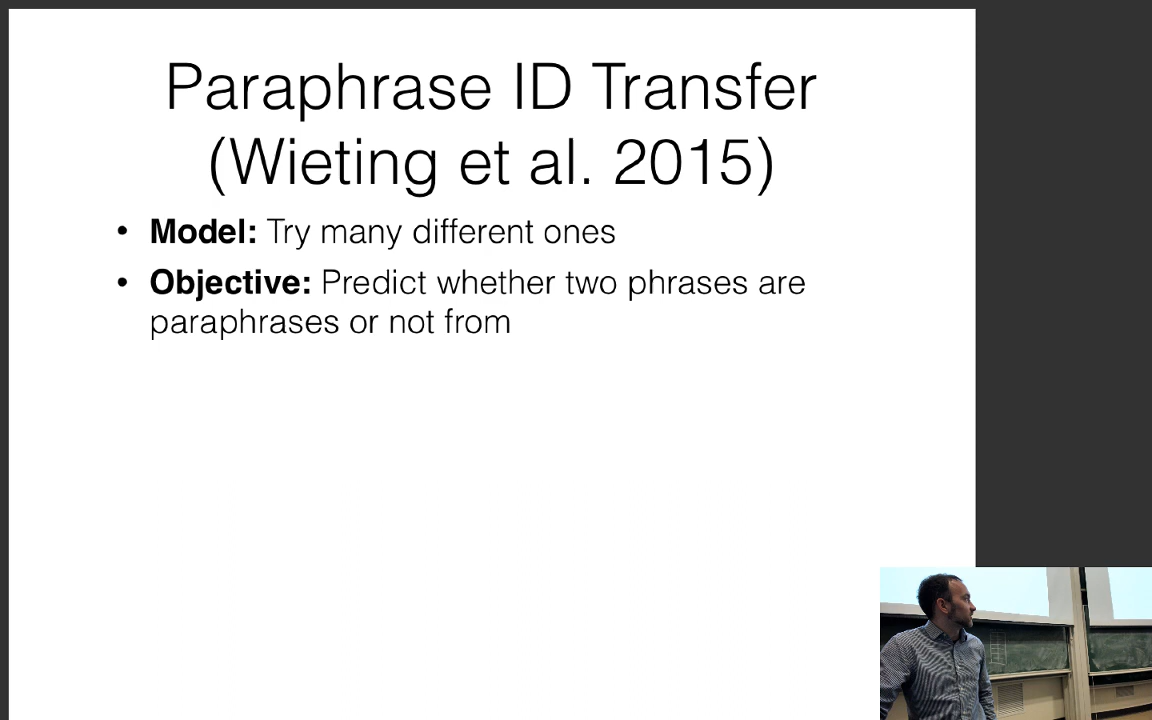 Paraphrase ID Transfer
(Wieting et al. 2015)
• Model: Try many different ones
• Objective: Predict whether two phrases are
paraphrases or not from